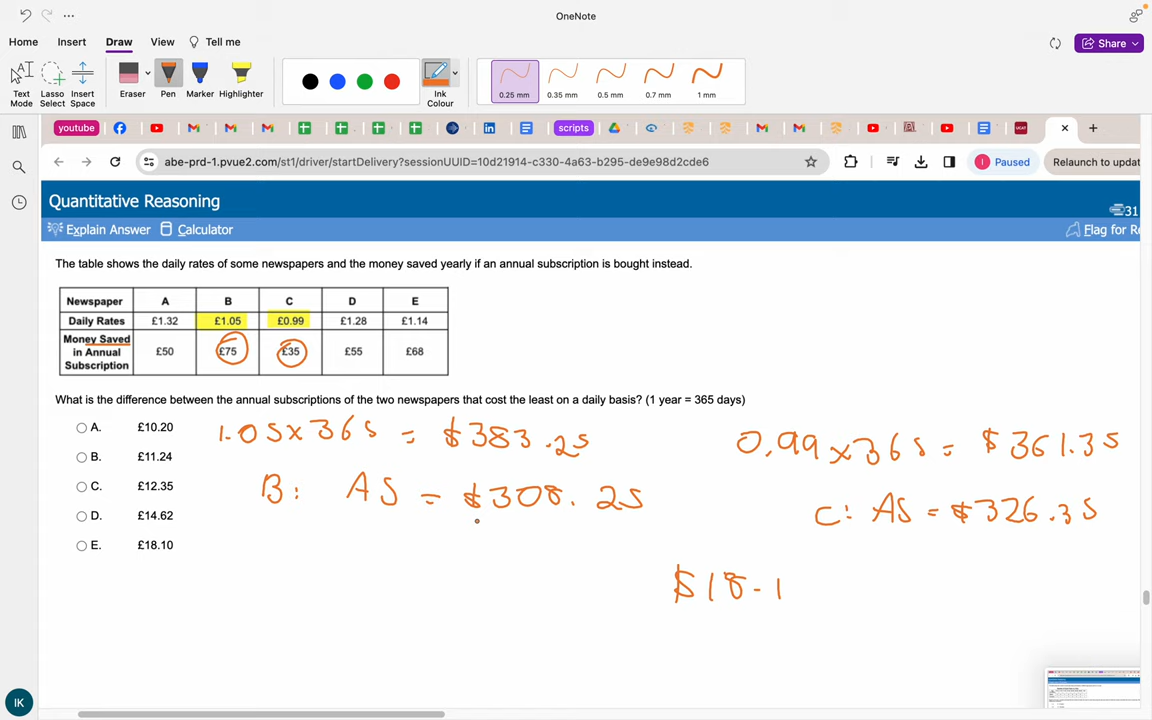 OneNote
Home Insert Draw View Tell me
Share
Text Mode
Lasso Select
Insert Space
Eraser
Pen
Marker
Highlighter
Ink Colour
0.25 mm
0.35 mm
0.5 mm
0.7 mm
1 mm
youtube
scripts
abe-prd-1.pvue2.com/st1/driver/startDelivery?sessionUUID=10d21914-c330-4a63-b295-de9e98d2cde6
Paused
Relaunch to updat
Quantitative Reasoning
31
Explain Answer Calculator
Flag for Re
The table shows the daily rates of some newspapers and the money saved yearly if an annual subscription is bought instead.
Newspaper A B C D E
Daily Rates £1.32 £1.05 £0.99 £1.28 £1.14
Money Saved in Annual Subscription £50 £75 £35 £55 £68
What is the difference between the annual subscriptions of the two newspapers that cost the least on a daily basis? (1 year = 365 days)
A. £10.20
B. £11.24
C. £12.35
D. £14.62
E. £18.10
1.05 x 365 = $383.25
B: AS = $308.25
0.99 x 365 = $361.35
C: AS = $326.35
$18.1
IK